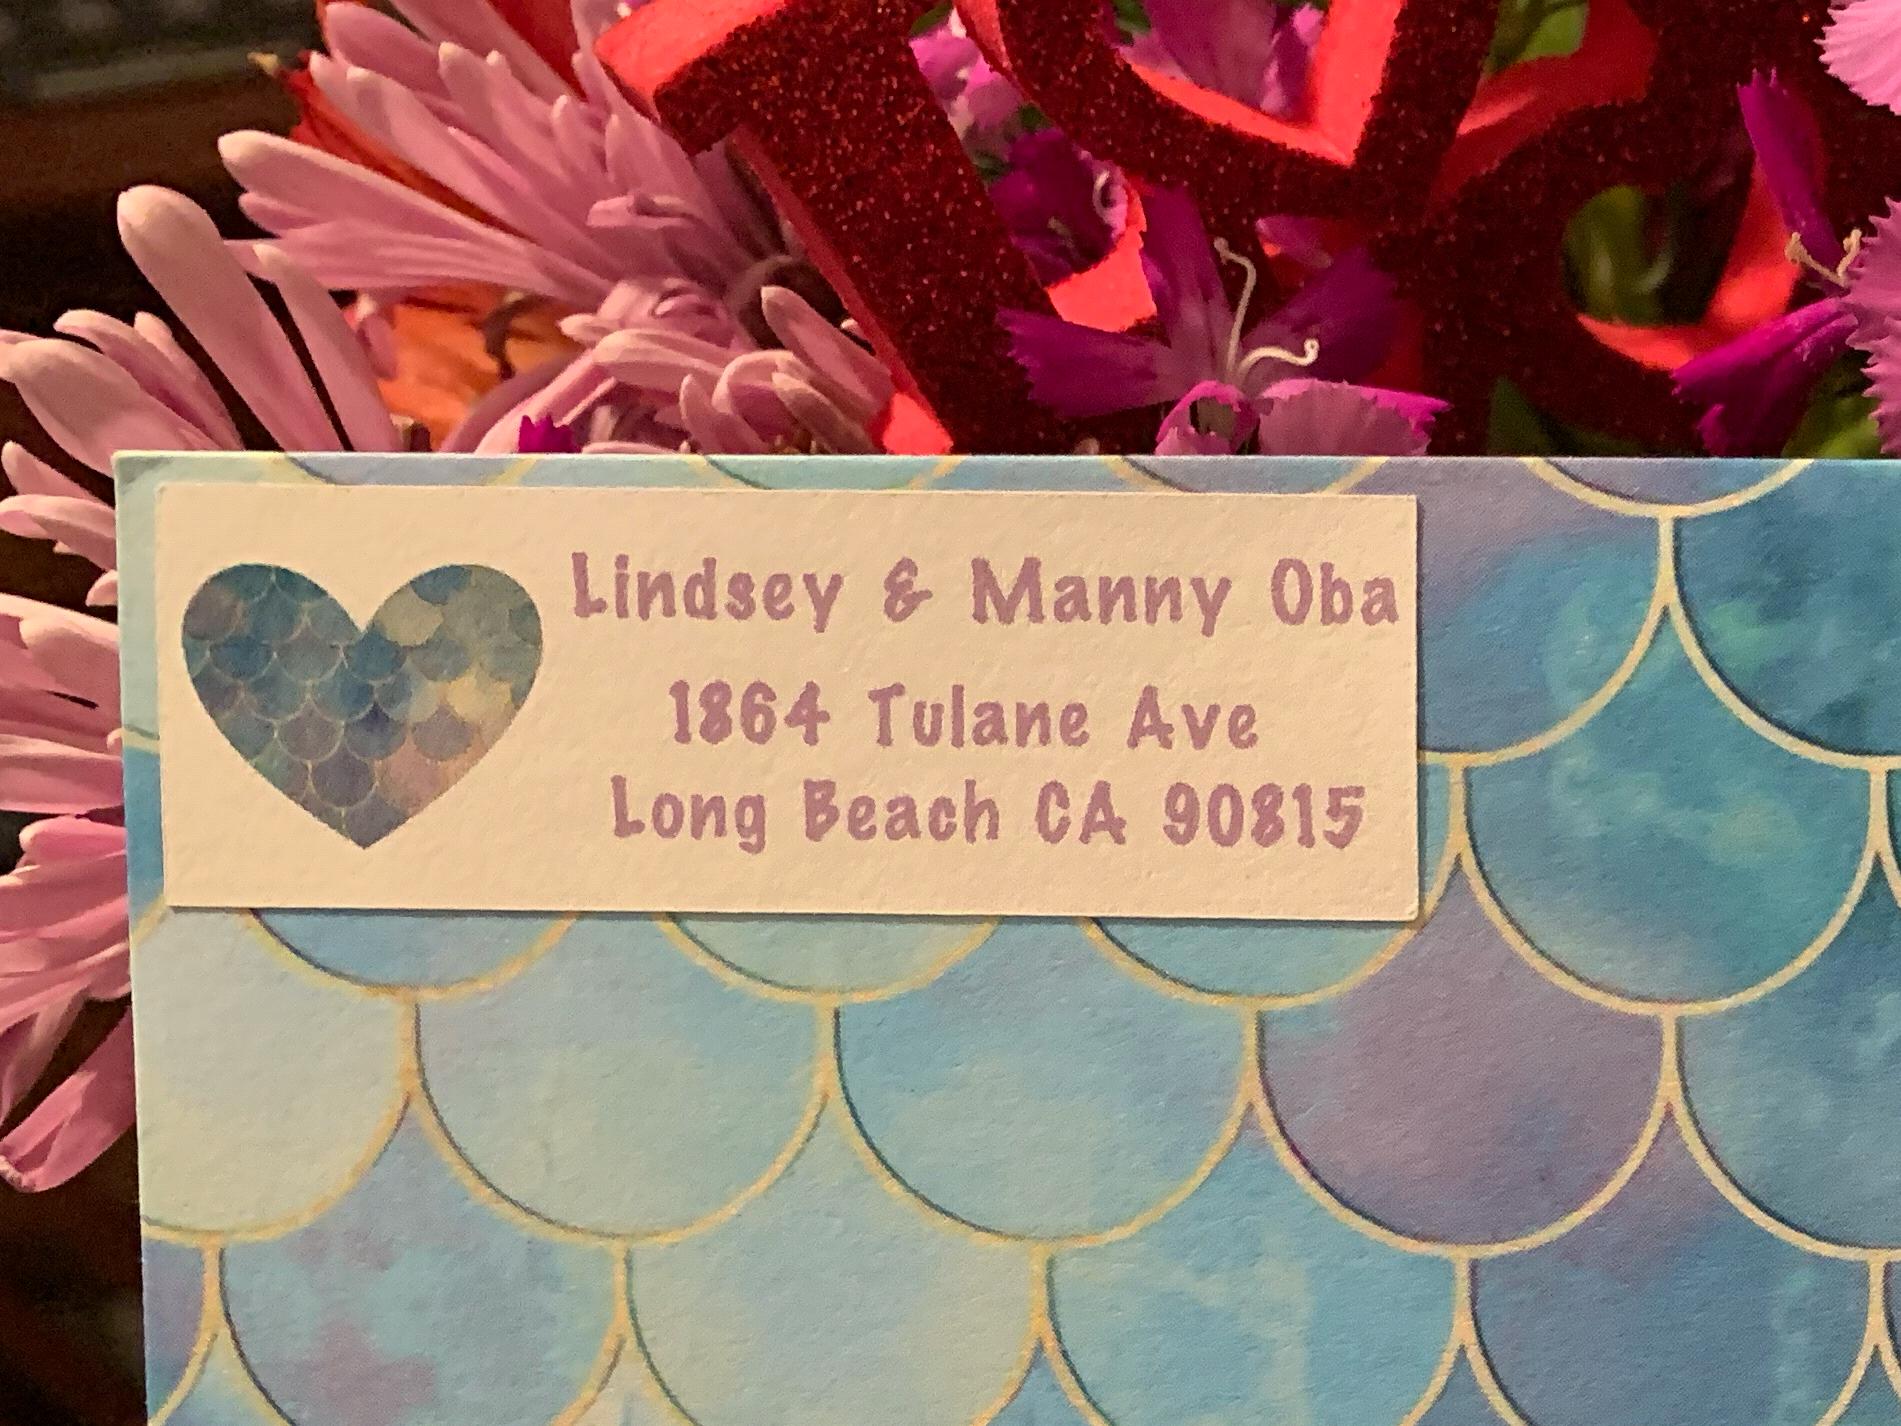 Lindsey & Manny Oba
1864 Tulane Ave
Long Beach CA 90815